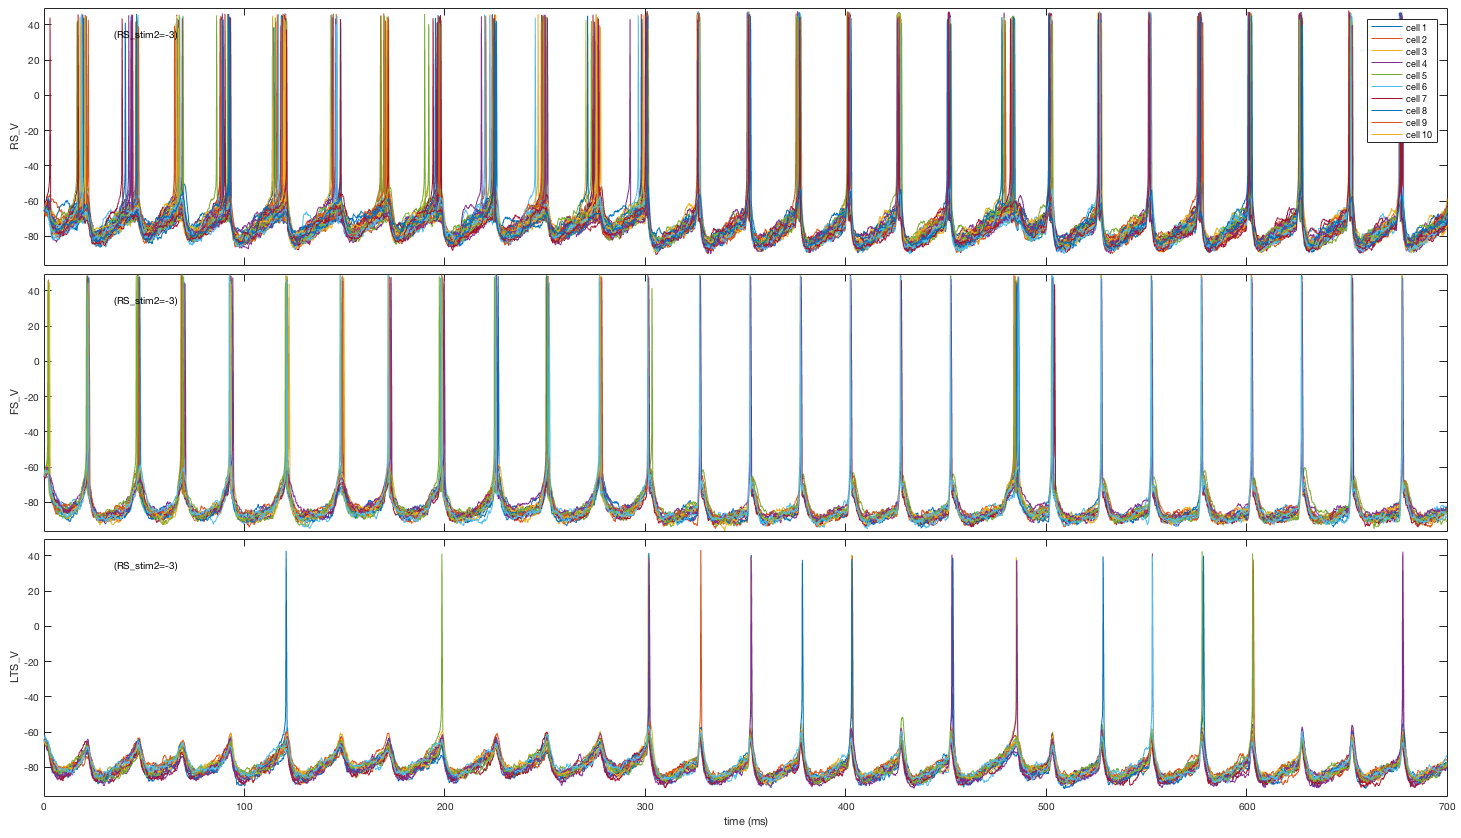 40
20
0
-20
-40
-60
-80
RS_V
(RS_stim2=-3)
cell 1
cell 2
cell 3
cell 4
cell 5
cell 6
cell 7
cell 8
cell 9
cell 10
40
20
0
-20
-40
-60
-80
FS_V
(RS_stim2=-3)
40
20
0
-20
-40
-60
-80
LTS_V
(RS_stim2=-3)
0 100 200 300 400 500 600 700
time (ms)